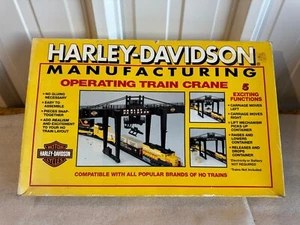 HARLEY-DAVIDSON
MANUFACTURING
OPERATING TRAIN CRANE
• NO GLUING
NECESSARY
• EASY TO
ASSEMBLE
• PIECES SNAP
TOGETHER
• ADD REALISM
AND EXCITEMENT
TO YOUR HO
TRAIN LAYOUT
5
EXCITING
FUNCTIONS
• CARRIAGE MOVES
LEFT
• CARRIAGE MOVES
RIGHT
• LIFT MECHANISM
PICKS UP
CONTAINER
• RAISES AND
LOWERS
CONTAINER
• RELEASES AND
DROPS
CONTAINER
HARLEY-DAVIDSON
COMPATIBLE WITH ALL POPULAR BRANDS OF HO TRAINS